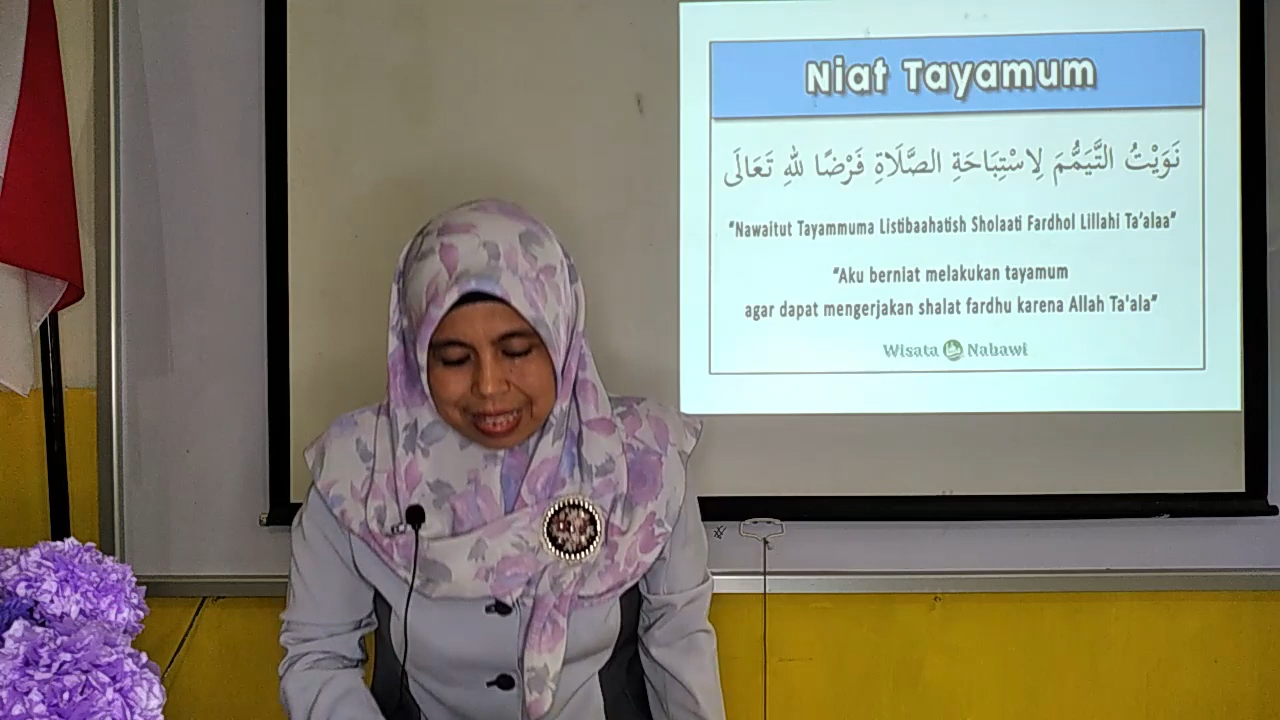 Niat Tayamum
نَوَيْتُ التَّيَمُّمَ لِاسْتِبَاحَةِ الصَّلَاةِ فَرْضًا لِلّٰهِ تَعَالَى
"Nawaitut Tayammuma Listibaahatish Sholaati Fardhol Lillahi Ta'alaa"
"Aku berniat melakukan tayamum
agar dapat mengerjakan shalat fardhu karena Allah Ta'ala"
Wisata Nabawi